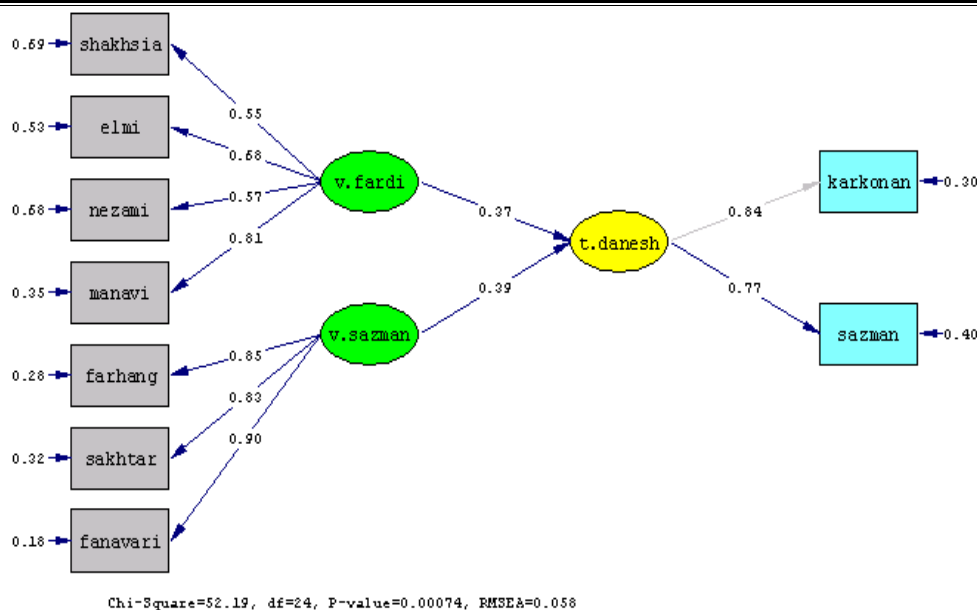 0.69 shakhsia
0.55
0.53 elmi
0.68
v.fardi
karkonan 0.30
0.68 nezami
0.57
0.37
0.84
0.81
t.danesh
0.35 manavi
0.39
0.77
v.sazman
sazman 0.40
0.28 farhang
0.85
0.83
0.32 sakhtar
0.90
0.18 fanavari
Chi-Square=52.19, df=24, P-value=0.00074, RMSEA=0.058